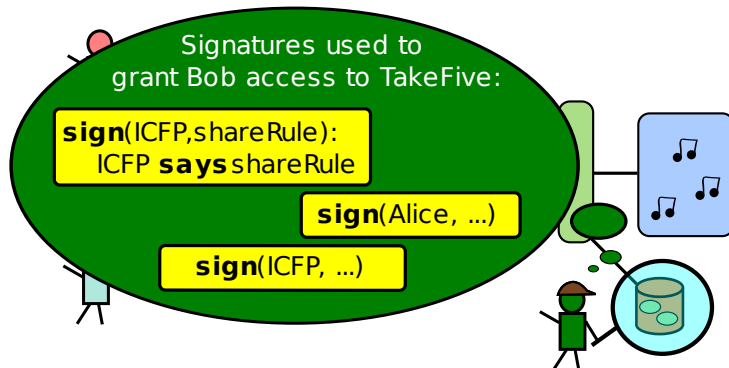 Signatures used to
grant Bob access to TakeFive:
sign(ICFP,shareRule):
ICFP says shareRule
sign(Alice, ...)
sign(ICFP, ...)